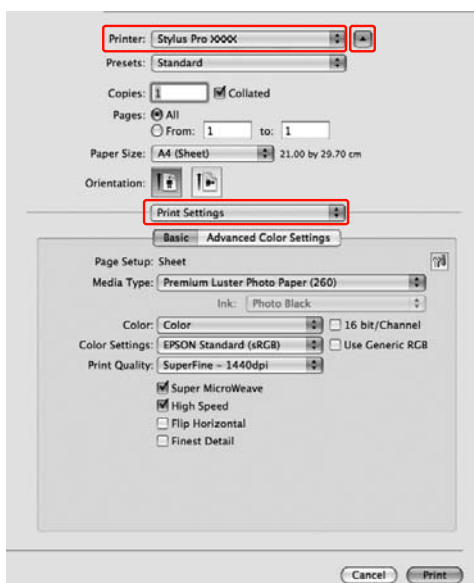 Printer: Stylus Pro XXXX
Presets: Standard
Copies: 1 Collated
Pages: All
From: 1 to: 1
Paper Size: A4 (Sheet) 21.00 by 29.70 cm
Orientation:
Print Settings
Basic Advanced Color Settings
Page Setup: Sheet
Media Type: Premium Luster Photo Paper (260)
Ink: Photo Black
Color: Color 16 bit/Channel
Color Settings: EPSON Standard (sRGB) Use Generic RGB
Print Quality: SuperFine - 1440dpi
Super MicroWeave
High Speed
Flip Horizontal
Finest Detail
Cancel Print